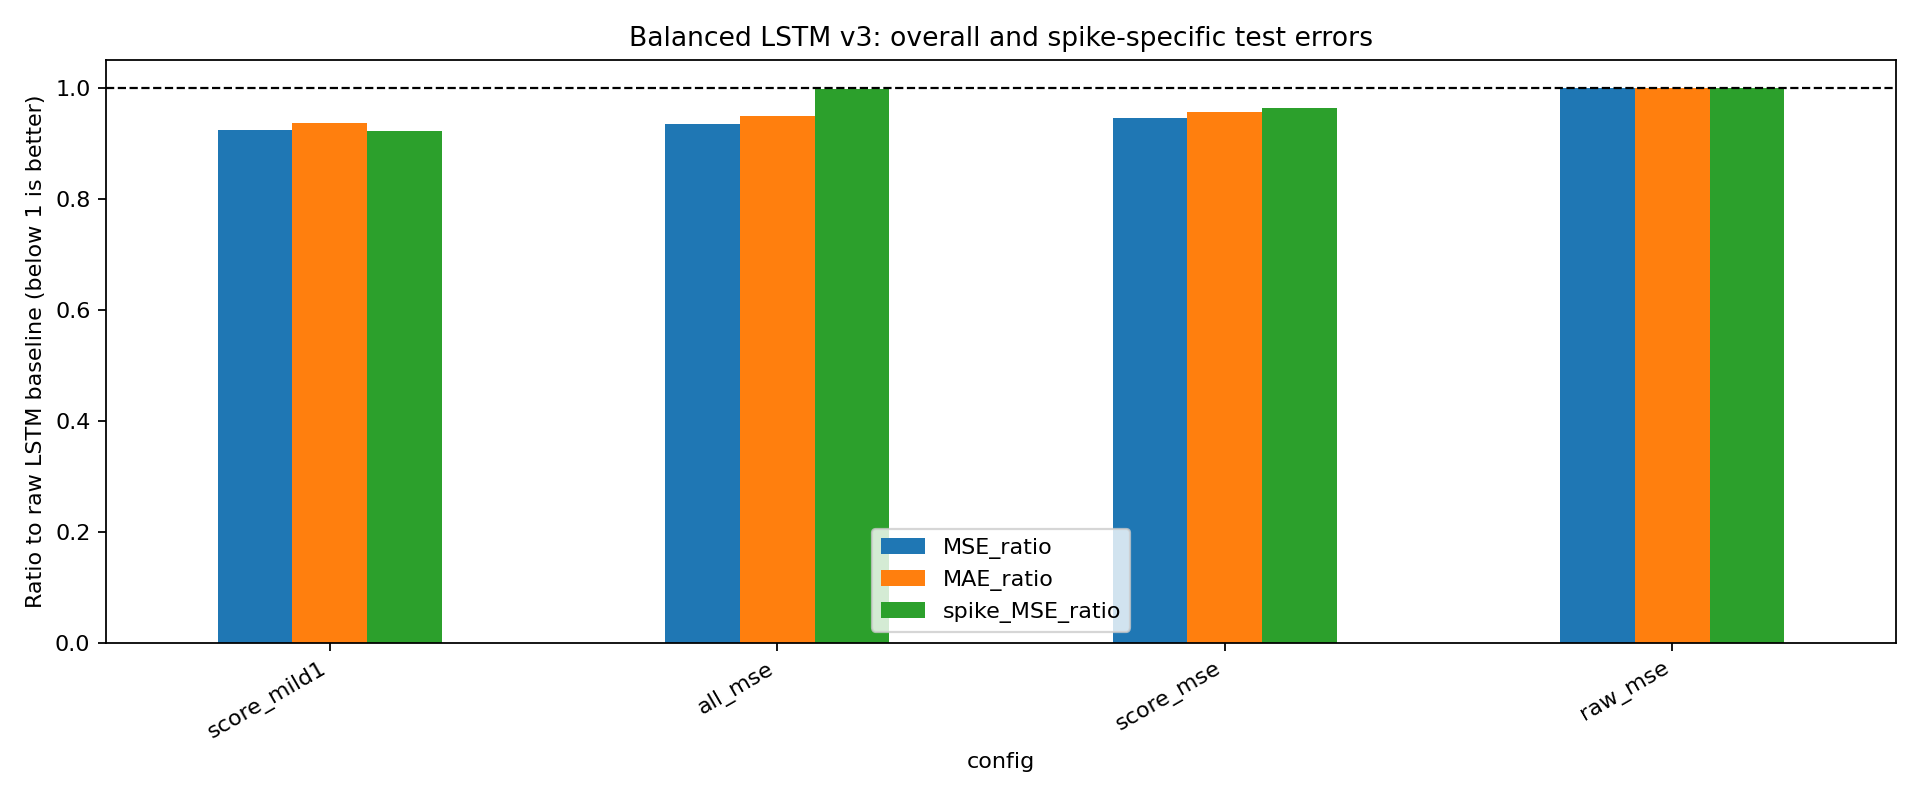 Balanced LSTM v3: overall and spike-specific test errors
Ratio to raw LSTM baseline (below 1 is better)
1.0
0.8
0.6
0.4
0.2
0.0
MSE_ratio
MAE_ratio
spike_MSE_ratio
score_mild1
all_mse
score_mse
raw_mse
config